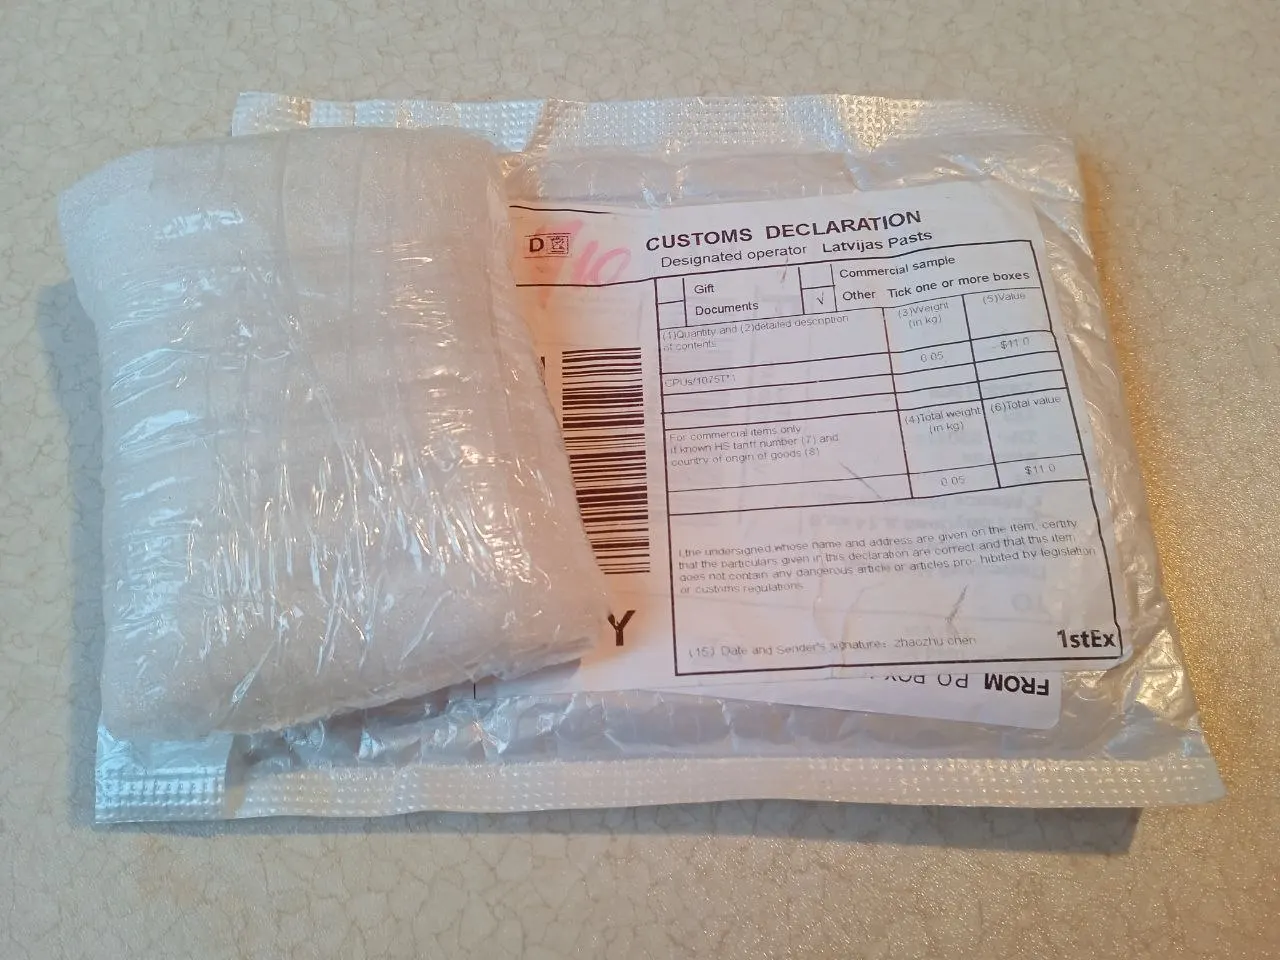 D
CUSTOMS DECLARATION
Designated operator Latvijas Pasts
Gift
Commercial sample
Documents
√ Other Tick one or more boxes
(1)Quantity and (2)detailed description
of contents
(3)Weight
(in kg)
(5)Value
0.05
$11.0
CPUs/1075T*1
For commercial items only
if known HS tariff number (7) and
country of origin of goods (8)
(4)Total weight
(in kg)
(6)Total value
0.05
$11.0
I,the undersigned,whose name and address are given on the item, certify
that the particulars given in this declaration are correct and that this item
does not contain any dangerous article or articles pro- hibited by legislation
or customs regulations
(15) Date and Sender's signature: zhaozhu chen
1stEx
Y
FROM PO BOX